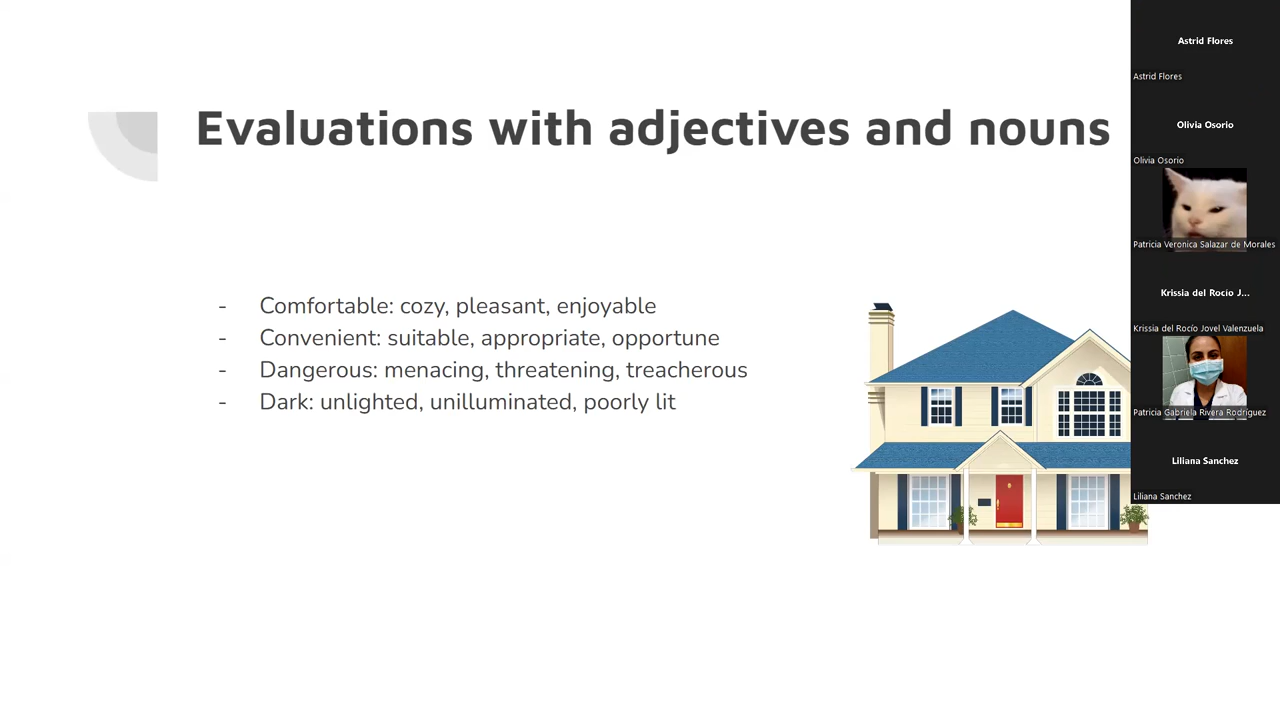 Evaluations with adjectives and nouns
- Comfortable: cozy, pleasant, enjoyable
- Convenient: suitable, appropriate, opportune
- Dangerous: menacing, threatening, treacherous
- Dark: unlighted, unilluminated, poorly lit
Astrid Flores
Astrid Flores
Olivia Osorio
Olivia Osorio
Patricia Veronica Salazar de Morales
Krissia del Rocío J...
Krissia del Rocío Jovel Valenzuela
Patricia Gabriela Rivera Rodríguez
Liliana Sanchez
Liliana Sanchez